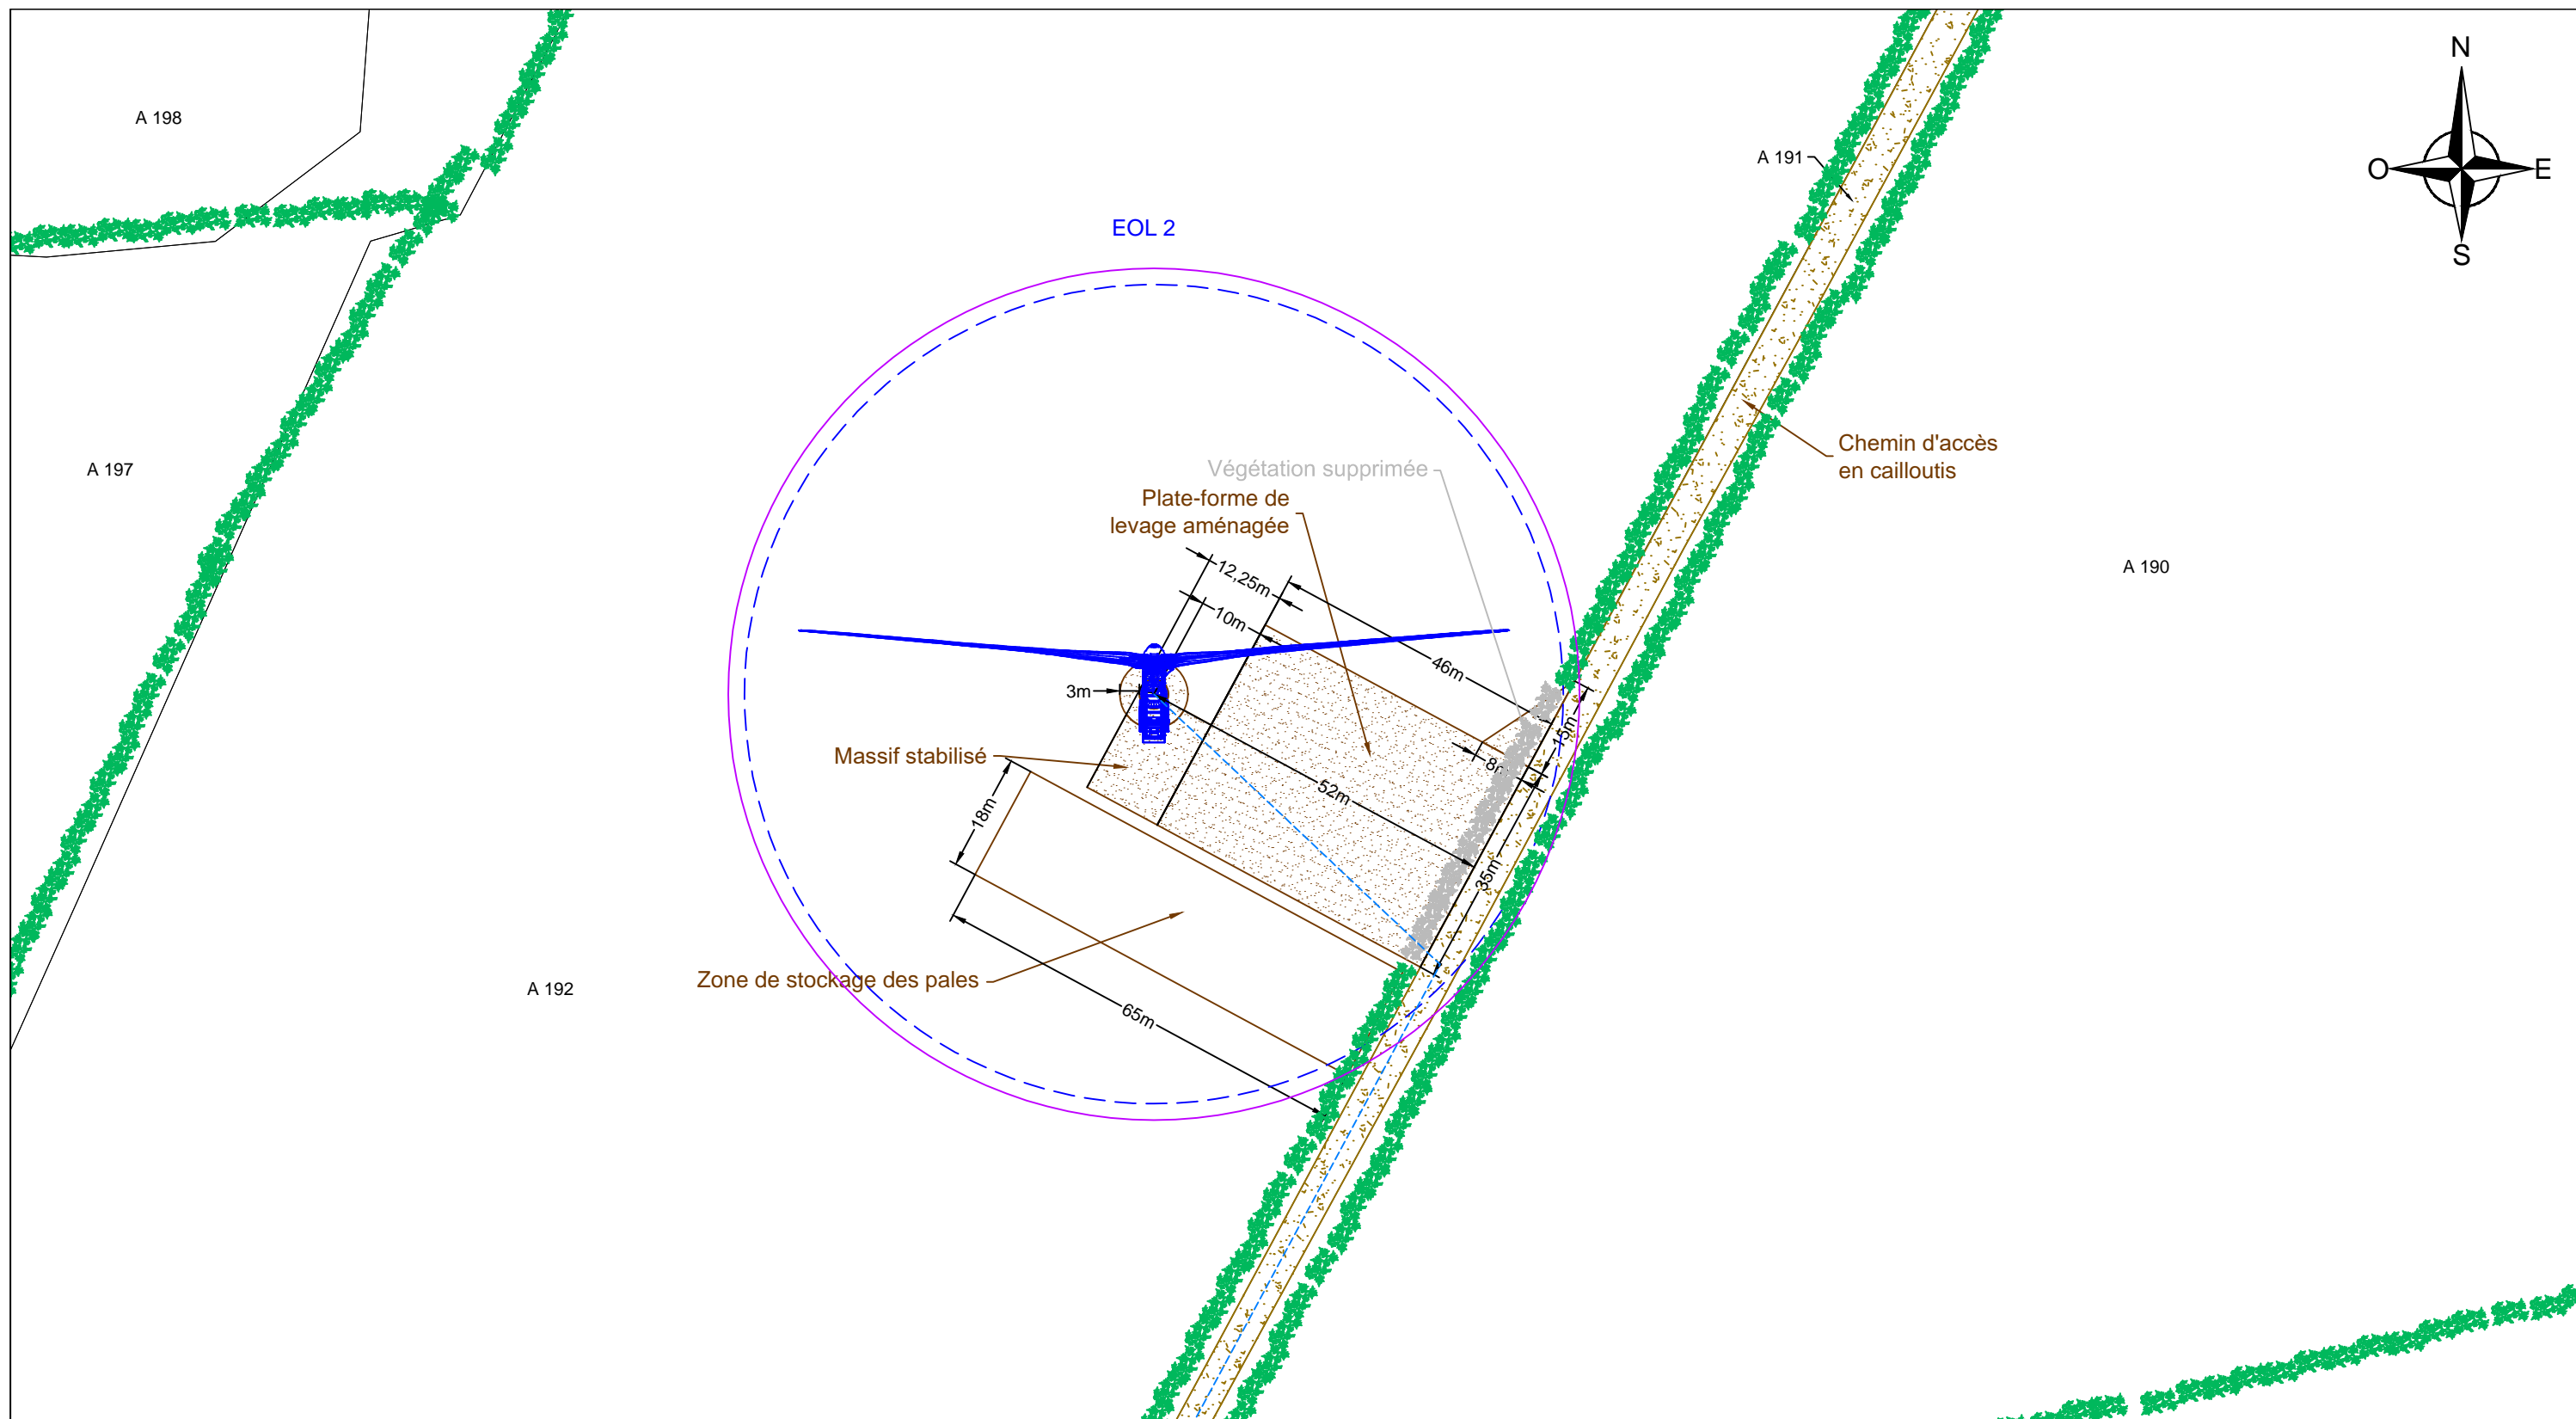 N
A 198
A 191
O
E
EOL 2
S
Chemin d'accès
en cailloutis
Végétation supprimée
A 197
Plate-forme de
levage aménagée
A 190
12,25m
10m
46m
3m
15m
Massif stabilisé
52m
18m
35m
Zone de stockage des pales
A 192
65m